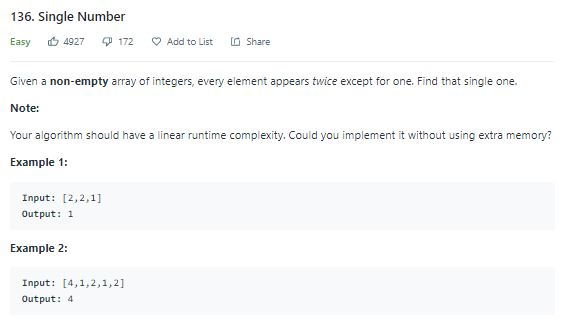 136. Single Number
Easy 4927 172 Add to List Share
Given a non-empty array of integers, every element appears twice except for one. Find that single one.
Note:
Your algorithm should have a linear runtime complexity. Could you implement it without using extra memory?
Example 1:
Input: [2,2,1]
Output: 1
Example 2:
Input: [4,1,2,1,2]
Output: 4